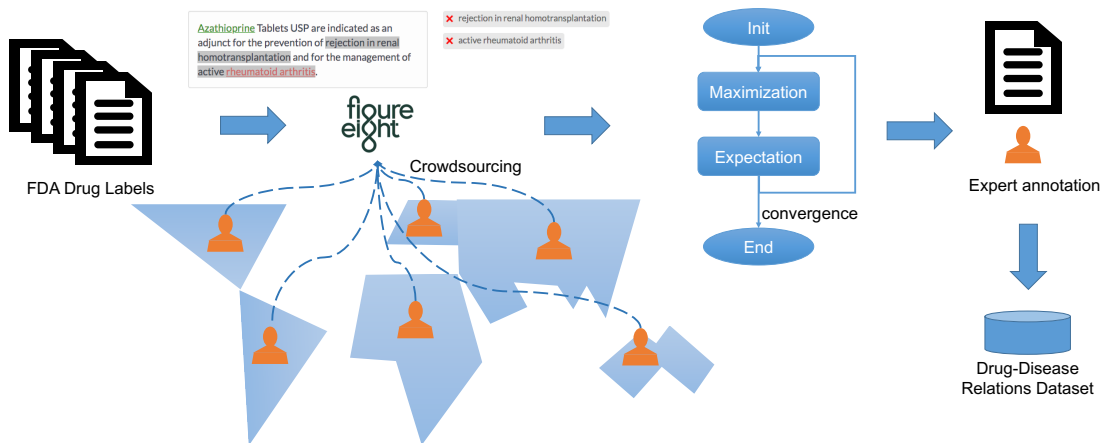 Azathioprine Tablets USP are indicated as an
adjunct for the prevention of rejection in renal
homotransplantation and for the management of
active rheumatoid arthritis.
rejection in renal homotransplantation
active rheumatoid arthritis
FDA Drug Labels
figure
eight
Crowdsourcing
Init
Maximization
Expectation
convergence
End
Expert annotation
Drug-Disease
Relations Dataset